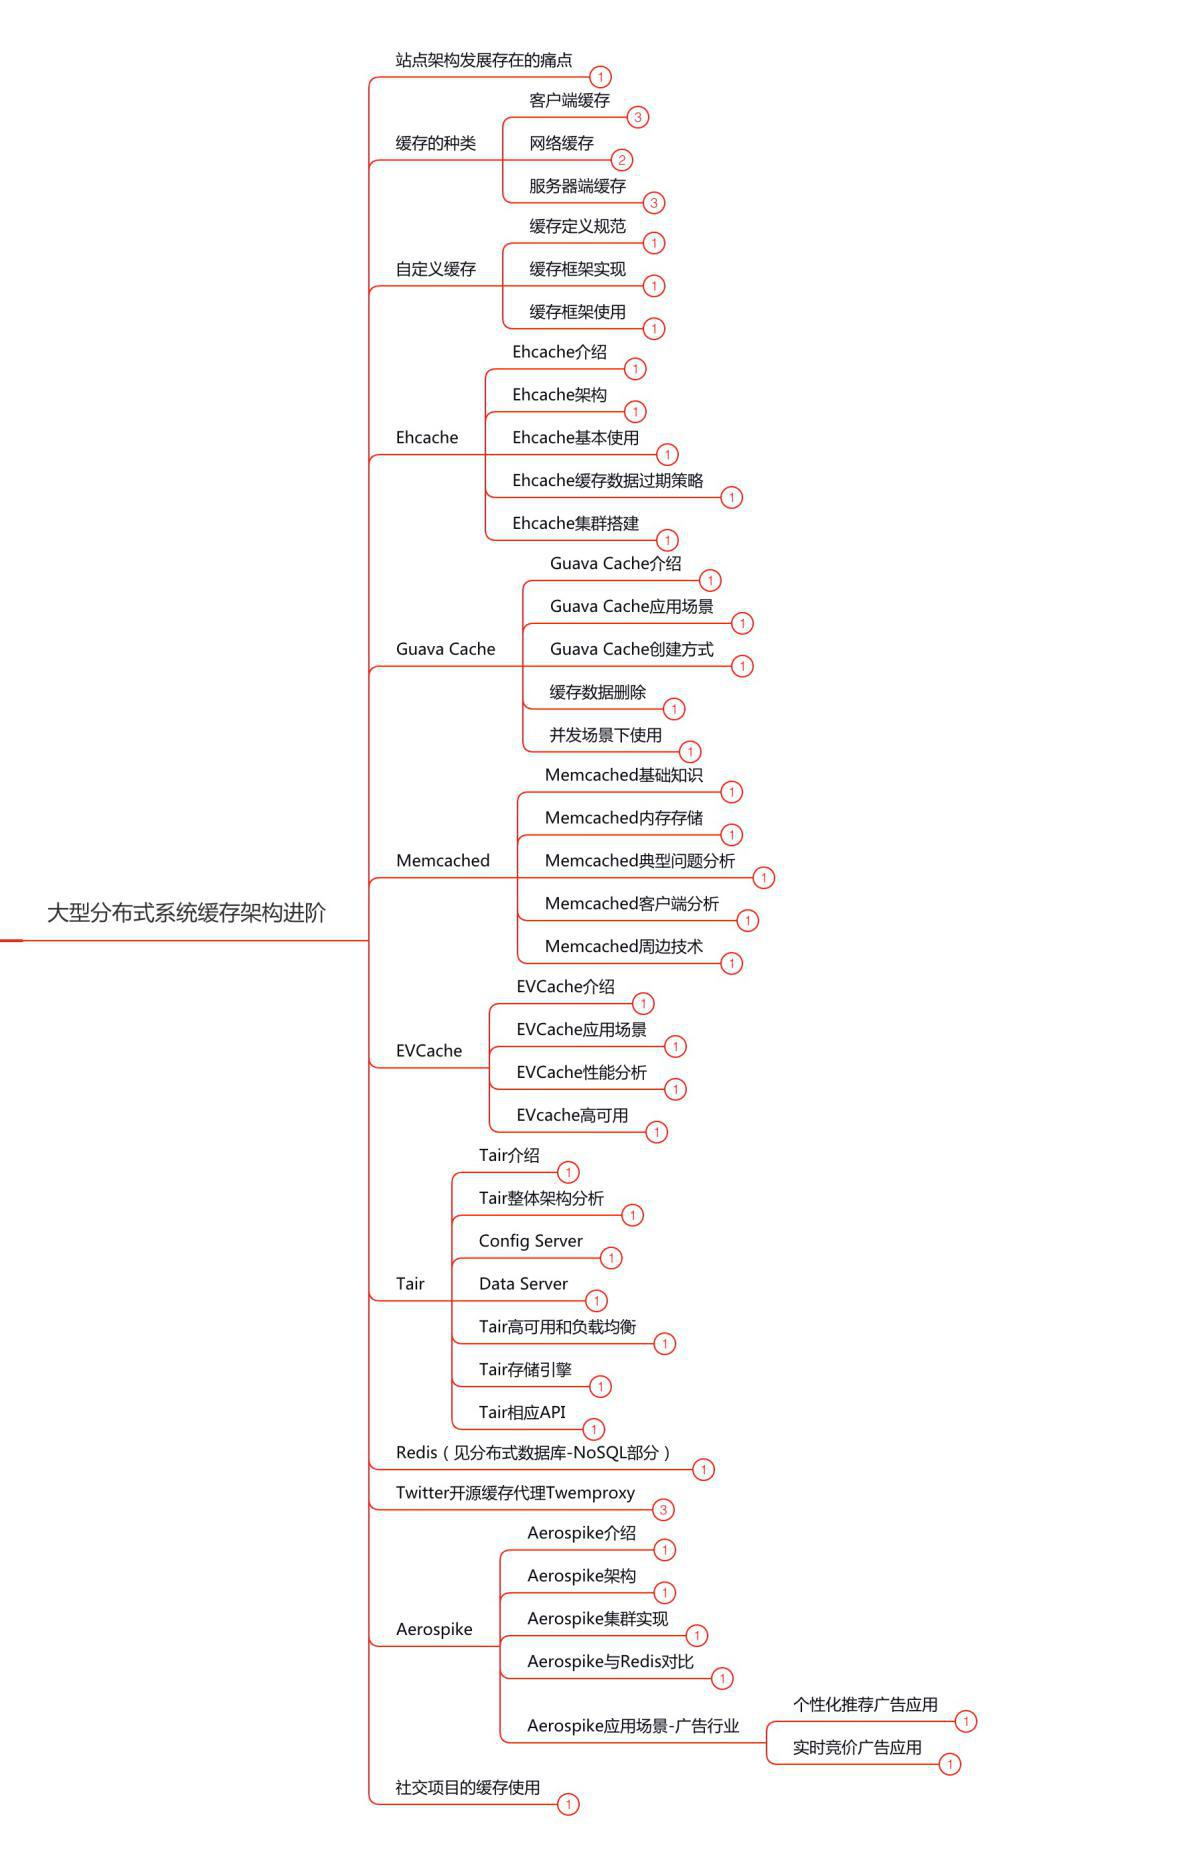 站点架构发展存在的痛点
1
缓存的种类
客户端缓存
3
网络缓存
2
服务器端缓存
3
自定义缓存
缓存定义规范
1
缓存框架实现
1
缓存框架使用
1
Ehcache
Ehcache介绍
1
Ehcache架构
1
Ehcache基本使用
1
Ehcache缓存数据过期策略
1
Ehcache集群搭建
1
Guava Cache
Guava Cache介绍
1
Guava Cache应用场景
1
Guava Cache创建方式
1
缓存数据删除
1
并发场景下使用
1
Memcached
Memcached基础知识
1
Memcached内存存储
1
Memcached典型问题分析
1
Memcached客户端分析
1
Memcached周边技术
1
大型分布式系统缓存架构进阶
EVCache
EVCache介绍
1
EVCache应用场景
1
EVCache性能分析
1
EVcache高可用
1
Tair
Tair介绍
1
Tair整体架构分析
1
Config Server
1
Data Server
1
Tair高可用和负载均衡
1
Tair存储引擎
1
Tair相应API
1
Redis（见分布式数据库-NoSQL部分）
1
Twitter开源缓存代理Twemproxy
3
Aerospike
Aerospike介绍
1
Aerospike架构
1
Aerospike集群实现
1
Aerospike与Redis对比
1
Aerospike应用场景-广告行业
个性化推荐广告应用
1
实时竞价广告应用
1
社交项目的缓存使用
1